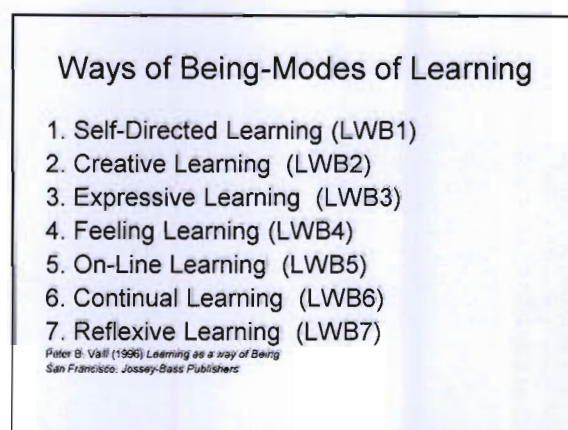 Ways of Being-Modes of Learning
1. Self-Directed Learning (LWB1)
2. Creative Learning (LWB2)
3. Expressive Learning (LWB3)
4. Feeling Learning (LWB4)
5. On-Line Learning (LWB5)
6. Continual Learning (LWB6)
7. Reflexive Learning (LWB7)
Peter B. Vaill (1996) Learning as a way of Being
San Francisco. Jossey-Bass Publishers